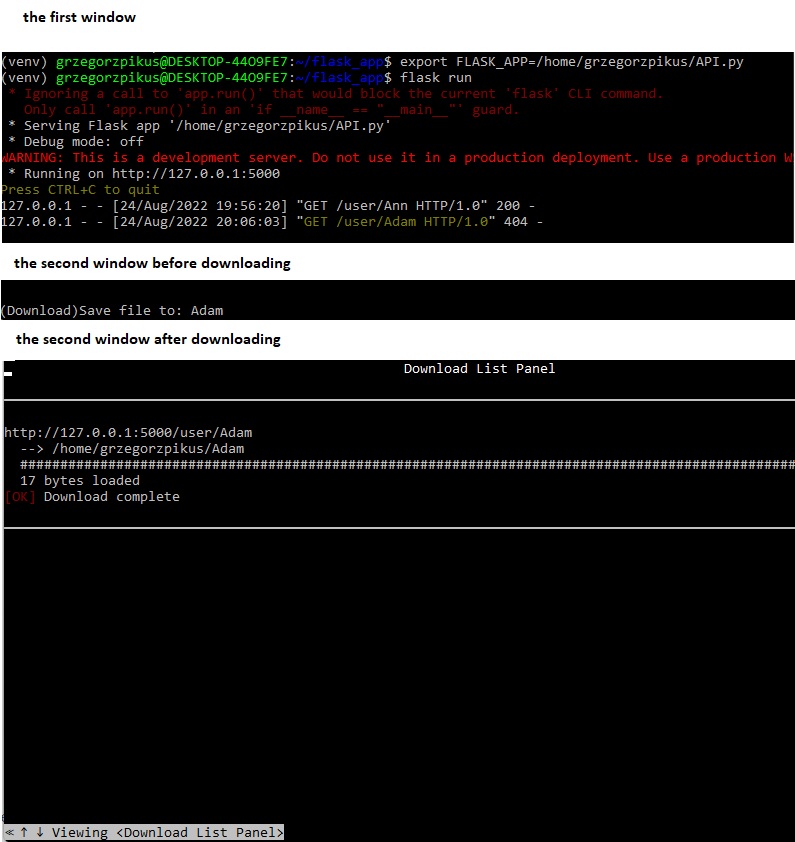 the first window
(venv) grzegorzpikus@DESKTOP-44O9FE7:~/flask_app$ export FLASK_APP=/home/grzegorzpikus/API.py
(venv) grzegorzpikus@DESKTOP-44O9FE7:~/flask_app$ flask run
* Ignoring a call to 'app.run()' that would block the current 'flask' CLI command.
Only call 'app.run()' in an 'if __name__ == "__main__"' guard.
* Serving Flask app '/home/grzegorzpikus/API.py'
* Debug mode: off
WARNING: This is a development server. Do not use it in a production deployment. Use a production W
* Running on http://127.0.0.1:5000
Press CTRL+C to quit
127.0.0.1 - - [24/Aug/2022 19:56:20] "GET /user/Ann HTTP/1.0" 200 -
127.0.0.1 - - [24/Aug/2022 20:06:03] "GET /user/Adam HTTP/1.0" 404 -
the second window before downloading
(Download)Save file to: Adam
the second window after downloading
Download List Panel
http://127.0.0.1:5000/user/Adam
--> /home/grzegorzpikus/Adam
#################################################################################################
17 bytes loaded
[OK] Download complete
≪ ↑ ↓ Viewing <Download List Panel>